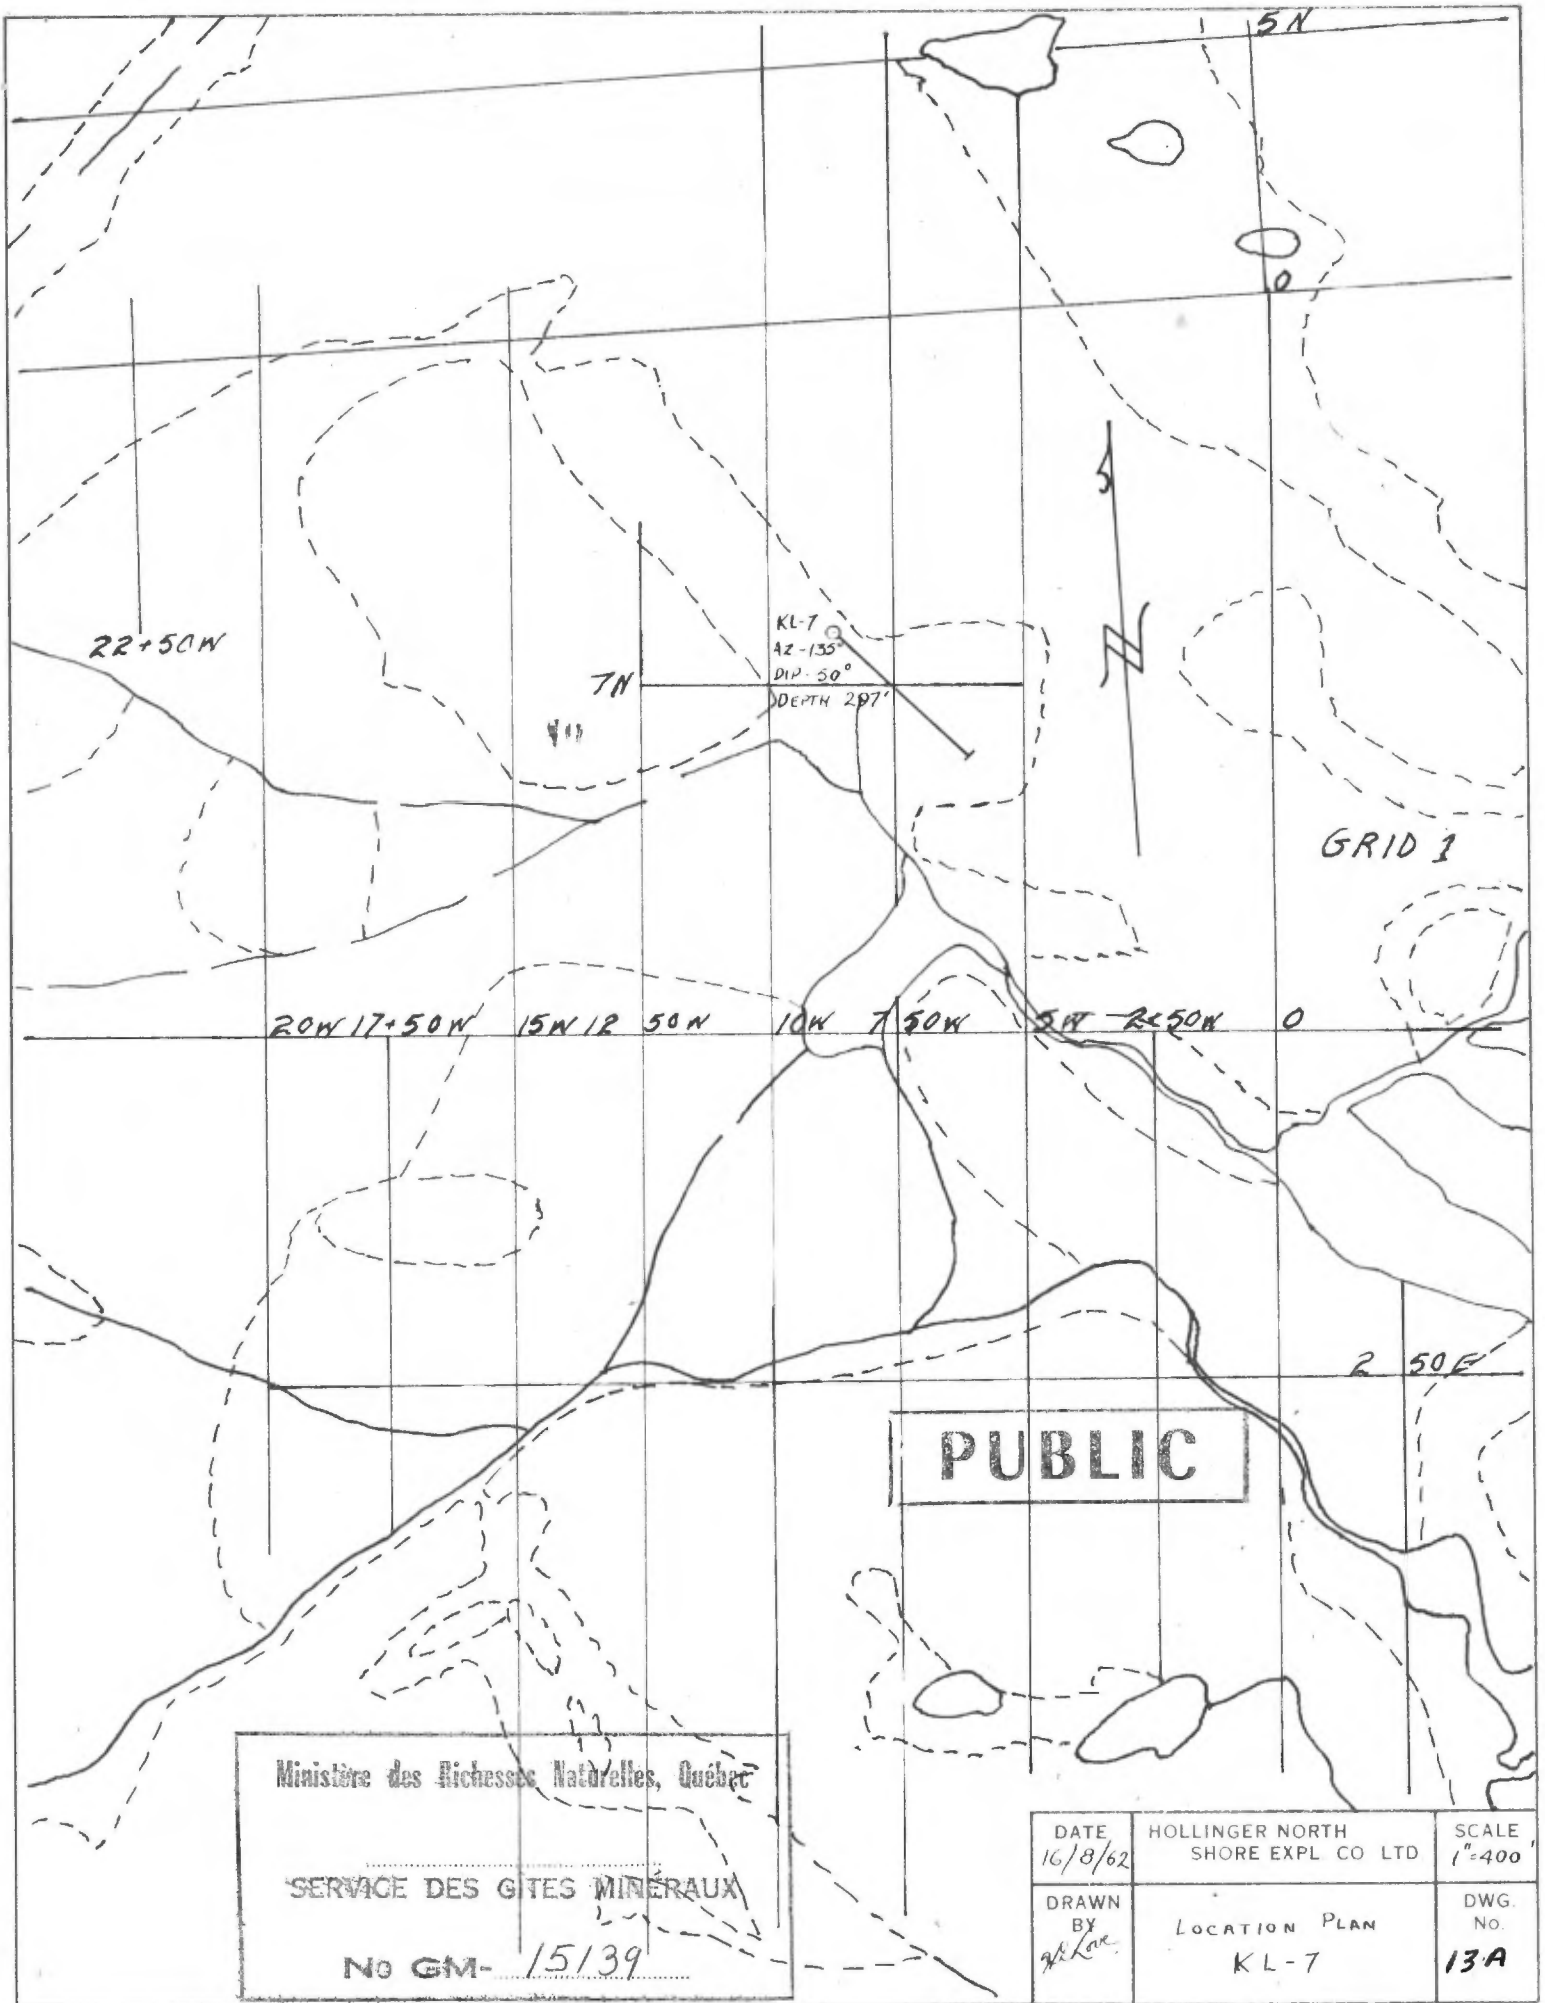 5 N
0
22+50W
KL-7
AZ-135°
DIP-50°
7N
DEPTH 297'
GRID 1
20W 17+50W 15W 12 50W 10W 7 50W 5W 2+50W 0
2 50E
PUBLIC
Ministère des Richesses Naturelles, Québec
SERVICE DES GITES MINÉRAUX
No GM- 15139
DATE
16/8/62
HOLLINGER NORTH
SHORE EXPL CO LTD
SCALE
1"=400'
DRAWN
BY
LOCATION PLAN
KL-7
DWG.
No.
13A